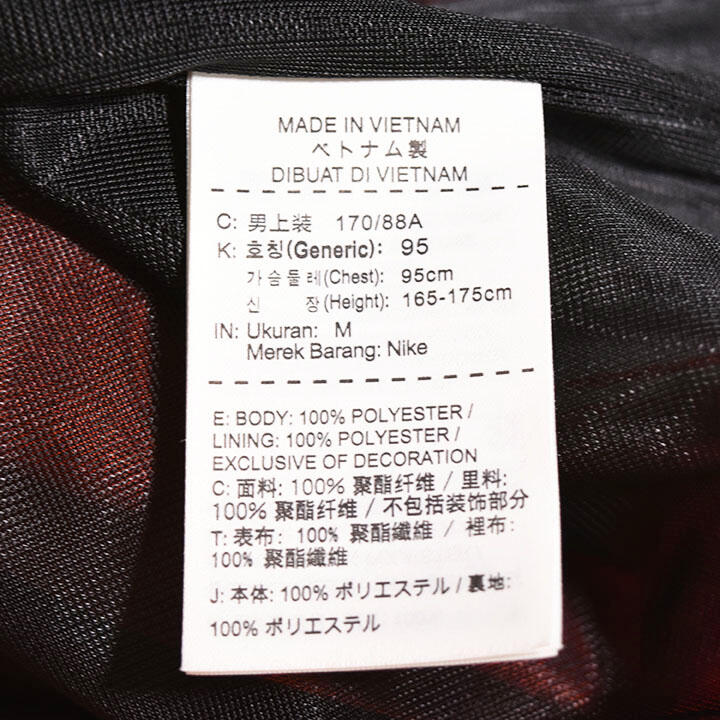 MADE IN VIETNAM
ベトナム製
DIBUAT DI VIETNAM
C: 男上装 170/88A
K: 호칭(Generic): 95
가슴둘레(Chest): 95cm
신 장(Height): 165-175cm
IN: Ukuran: M
Merek Barang: Nike
E: BODY: 100% POLYESTER /
LINING: 100% POLYESTER /
EXCLUSIVE OF DECORATION
C: 面料: 100% 聚酯纤维 / 里料:
100% 聚酯纤维 / 不包括装饰部分
T: 表布: 100% 聚酯纖維 / 裡布:
100% 聚酯纖維
J: 本体: 100% ポリエステル / 裏地:
100% ポリエステル